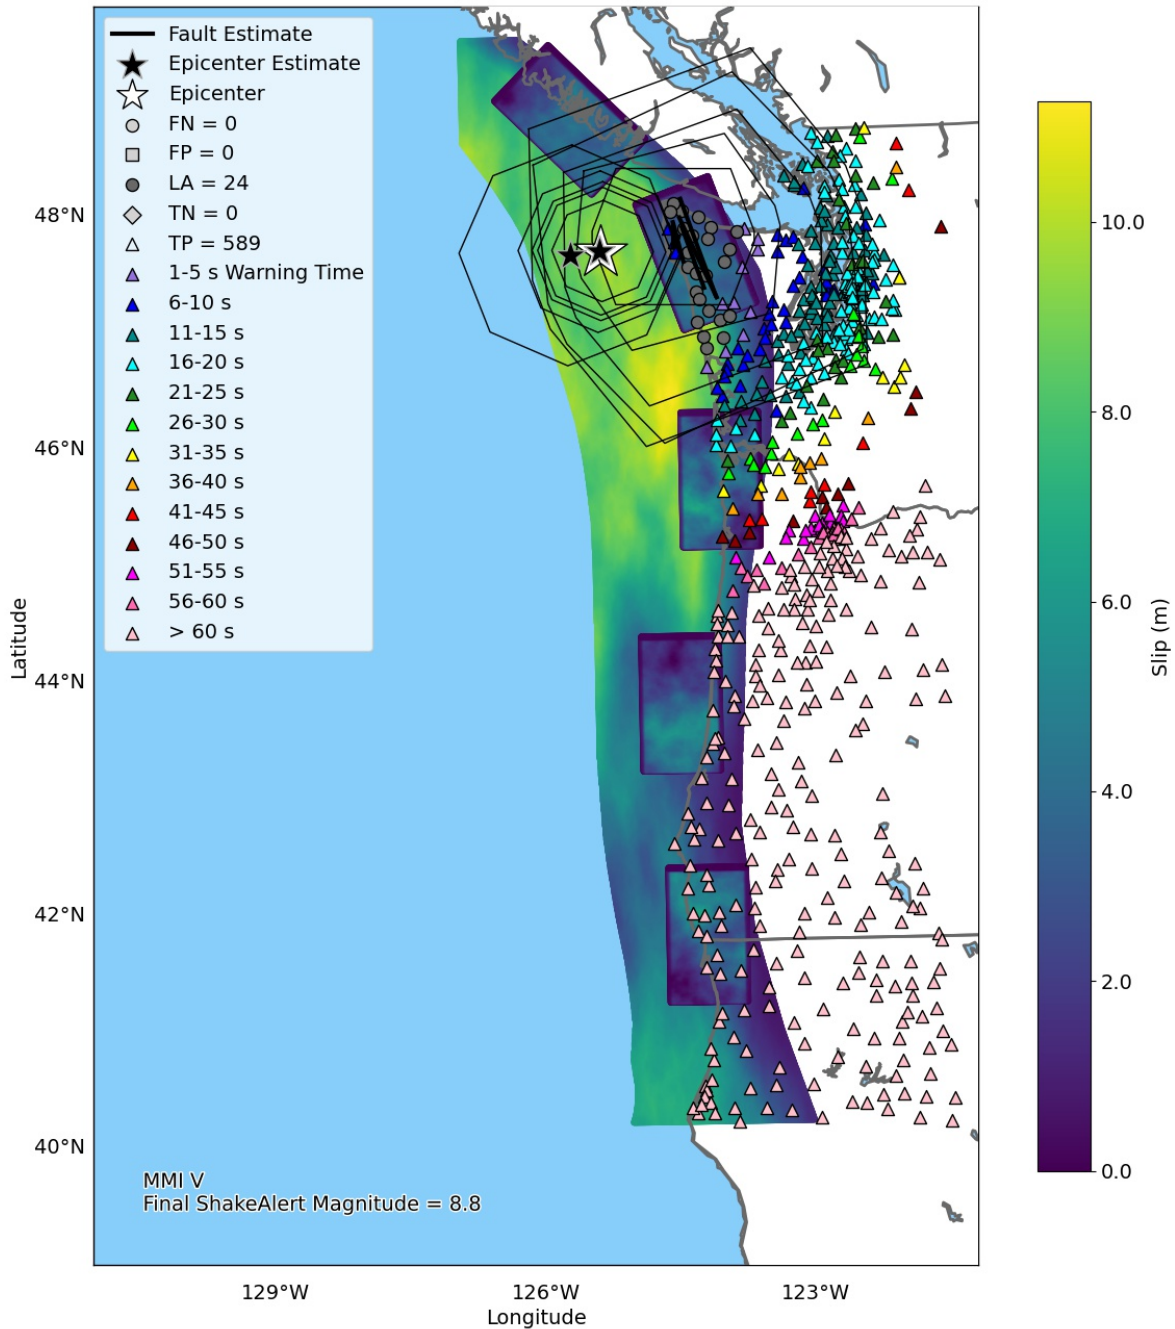 Fault Estimate
Epicenter Estimate
Epicenter
FN = 0
FP = 0
LA = 24
TN = 0
TP = 589
1-5 s Warning Time
6-10 s
11-15 s
16-20 s
21-25 s
26-30 s
31-35 s
36-40 s
41-45 s
46-50 s
51-55 s
56-60 s
> 60 s
48°N
46°N
44°N
42°N
40°N
Latitude
MMI V
Final ShakeAlert Magnitude = 8.8
129°W
126°W
123°W
Longitude
10.0
8.0
6.0
4.0
2.0
0.0
Slip (m)